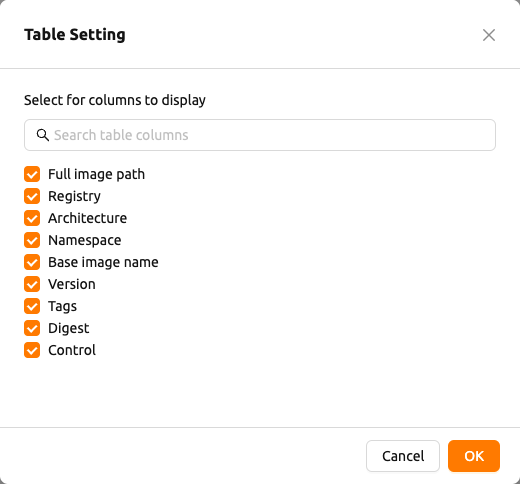 Table Setting
Select for columns to display
Search table columns
Full image path
Registry
Architecture
Namespace
Base image name
Version
Tags
Digest
Control
Cancel
OK